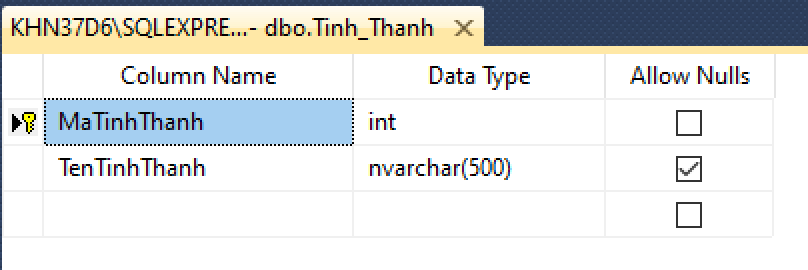 KHN37D6\SQLEXPRE...- dbo.Tinh_Thanh
Column Name Data Type Allow Nulls
MaTinhThanh int
TenTinhThanh nvarchar(500)